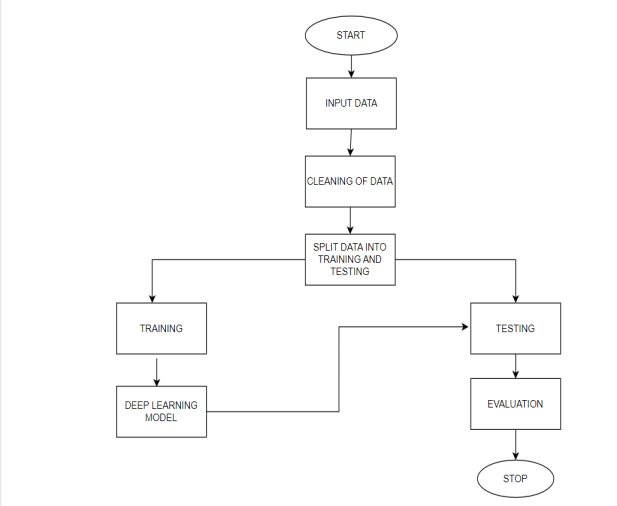 START
INPUT DATA
CLEANING OF DATA
SPLIT DATA INTO
TRAINING AND
TESTING
TRAINING
TESTING
DEEP LEARNING
MODEL
EVALUATION
STOP